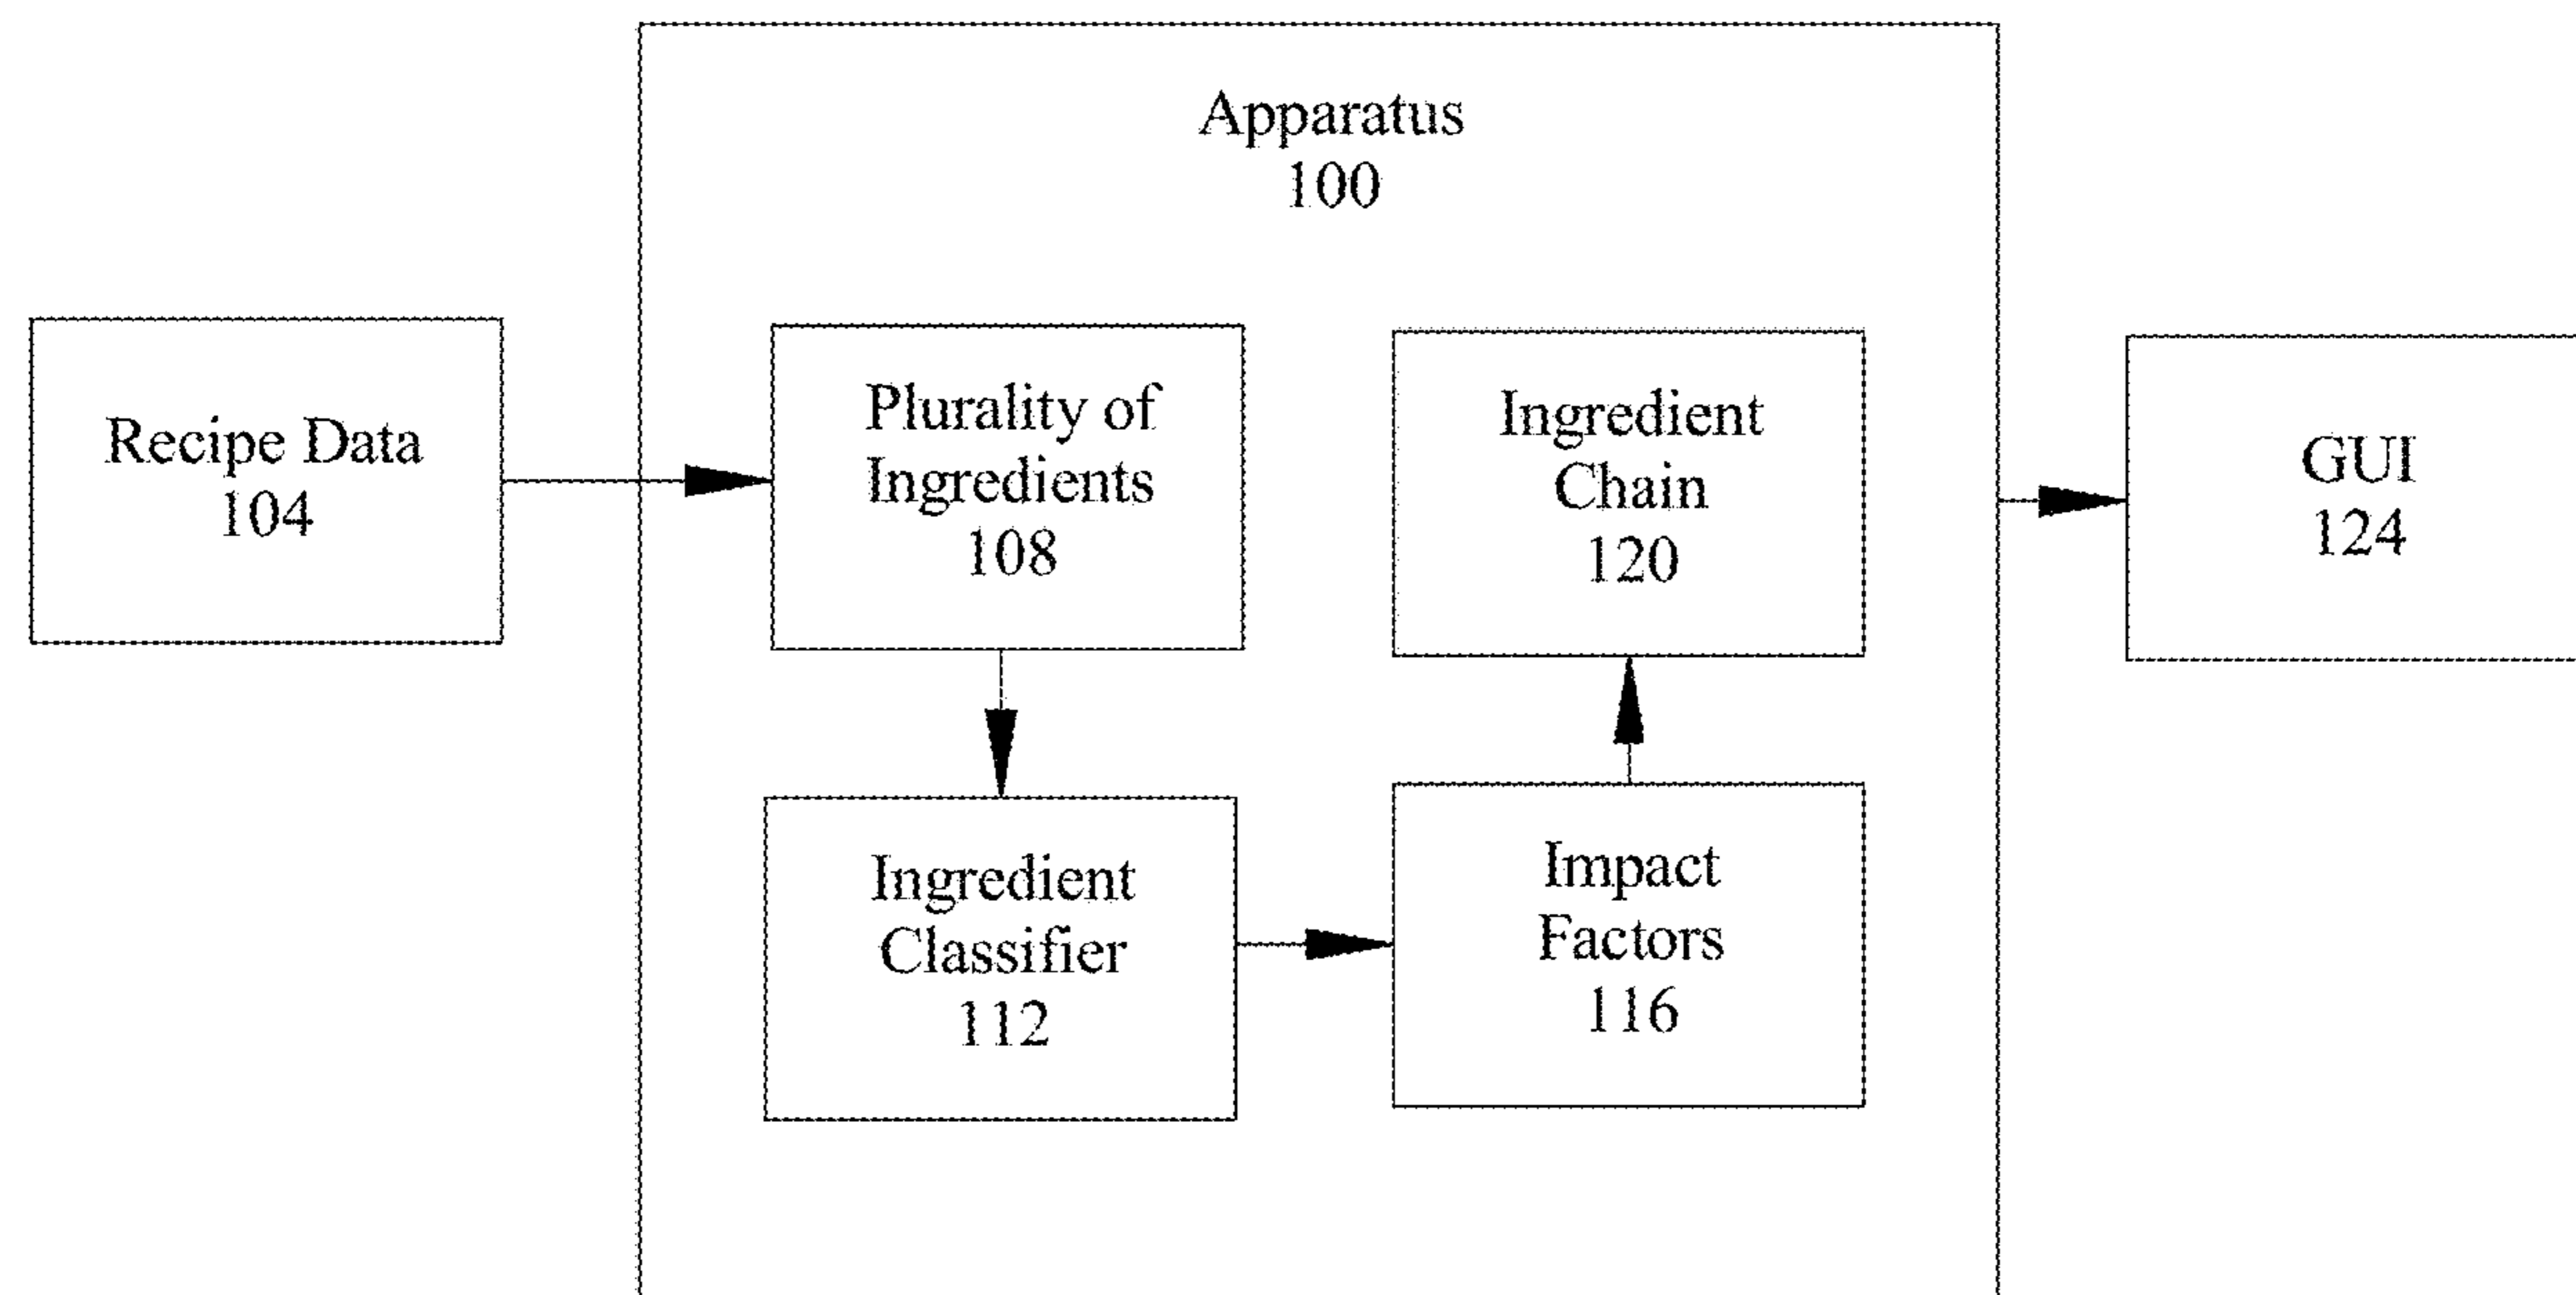 Apparatus
100
Recipe Data
104
Plurality of
Ingredients
108
Ingredient
Chain
120
GUI
124
Ingredient
Classifier
112
Impact
Factors
116